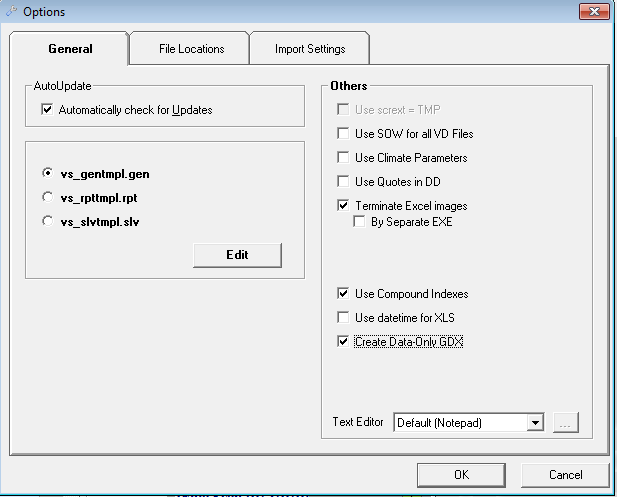 Options
General
File Locations
Import Settings
AutoUpdate
Automatically check for Updates
vs_gentmpl.gen
vs_rpttmpl.rpt
vs_slvtmpl.slv
Edit
Others
Use scrext = TMP
Use SOW for all VD Files
Use Climate Parameters
Use Quotes in DD
Terminate Excel images
By Separate EXE
Use Compound Indexes
Use datetime for XLS
Create Data-Only GDX
Text Editor
Default (Notepad)
...
OK
Cancel